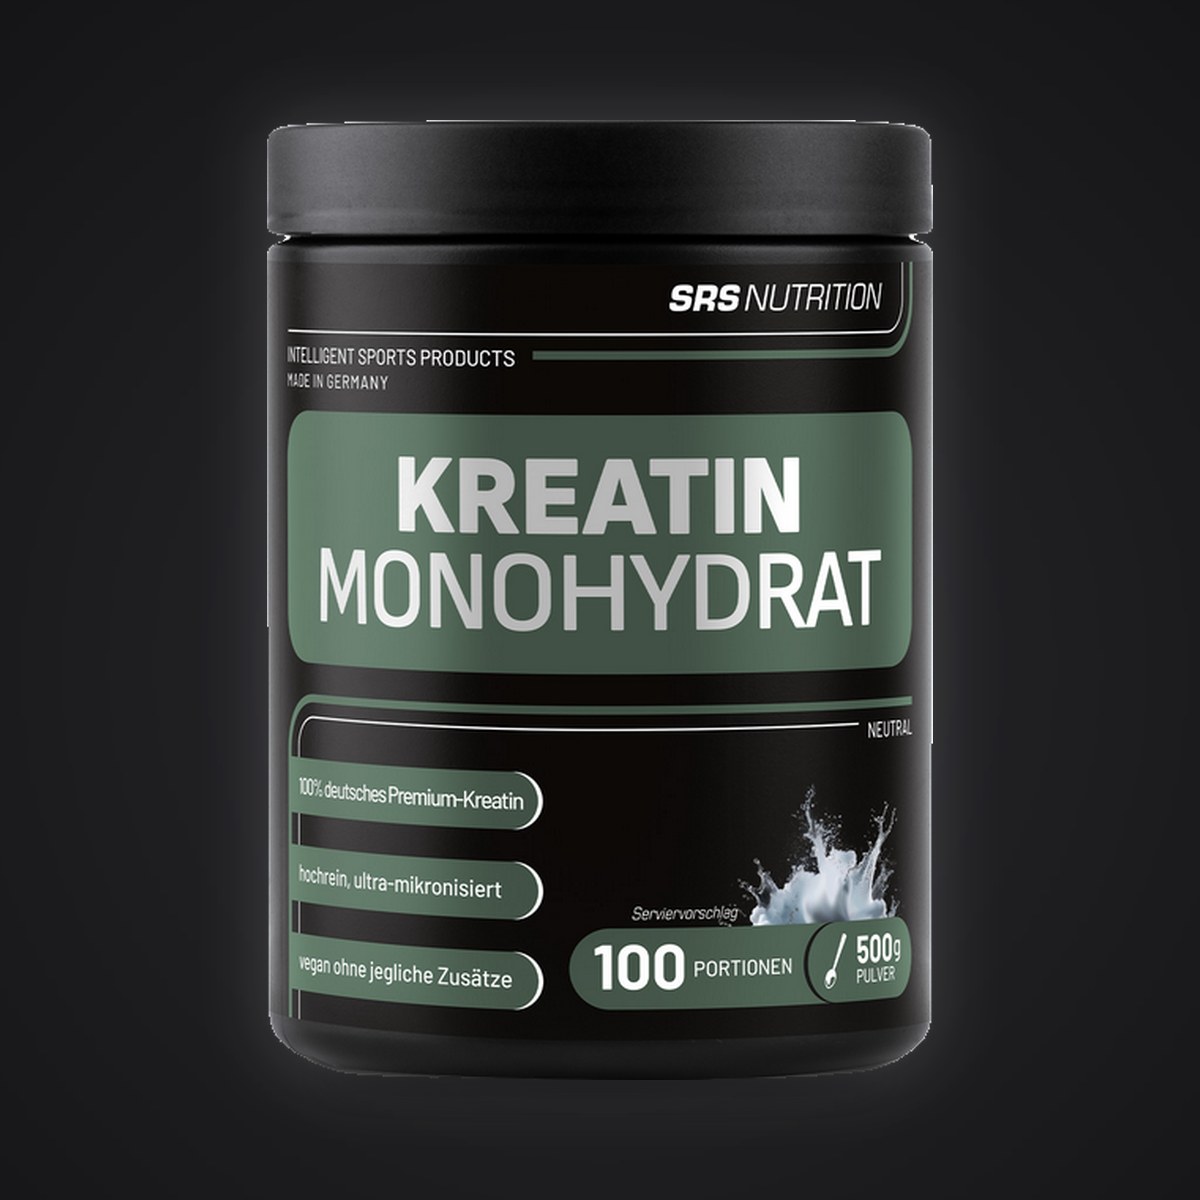 SRS NUTRITION
INTELLIGENT SPORTS PRODUCTS
MADE IN GERMANY
KREATIN
MONOHYDRAT
NEUTRAL
100% deutsches Premium-Kreatin
hochrein, ultra-mikronisiert
vegan ohne jegliche Zusätze
Serviervorschlag
100 PORTIONEN
500g
PULVER